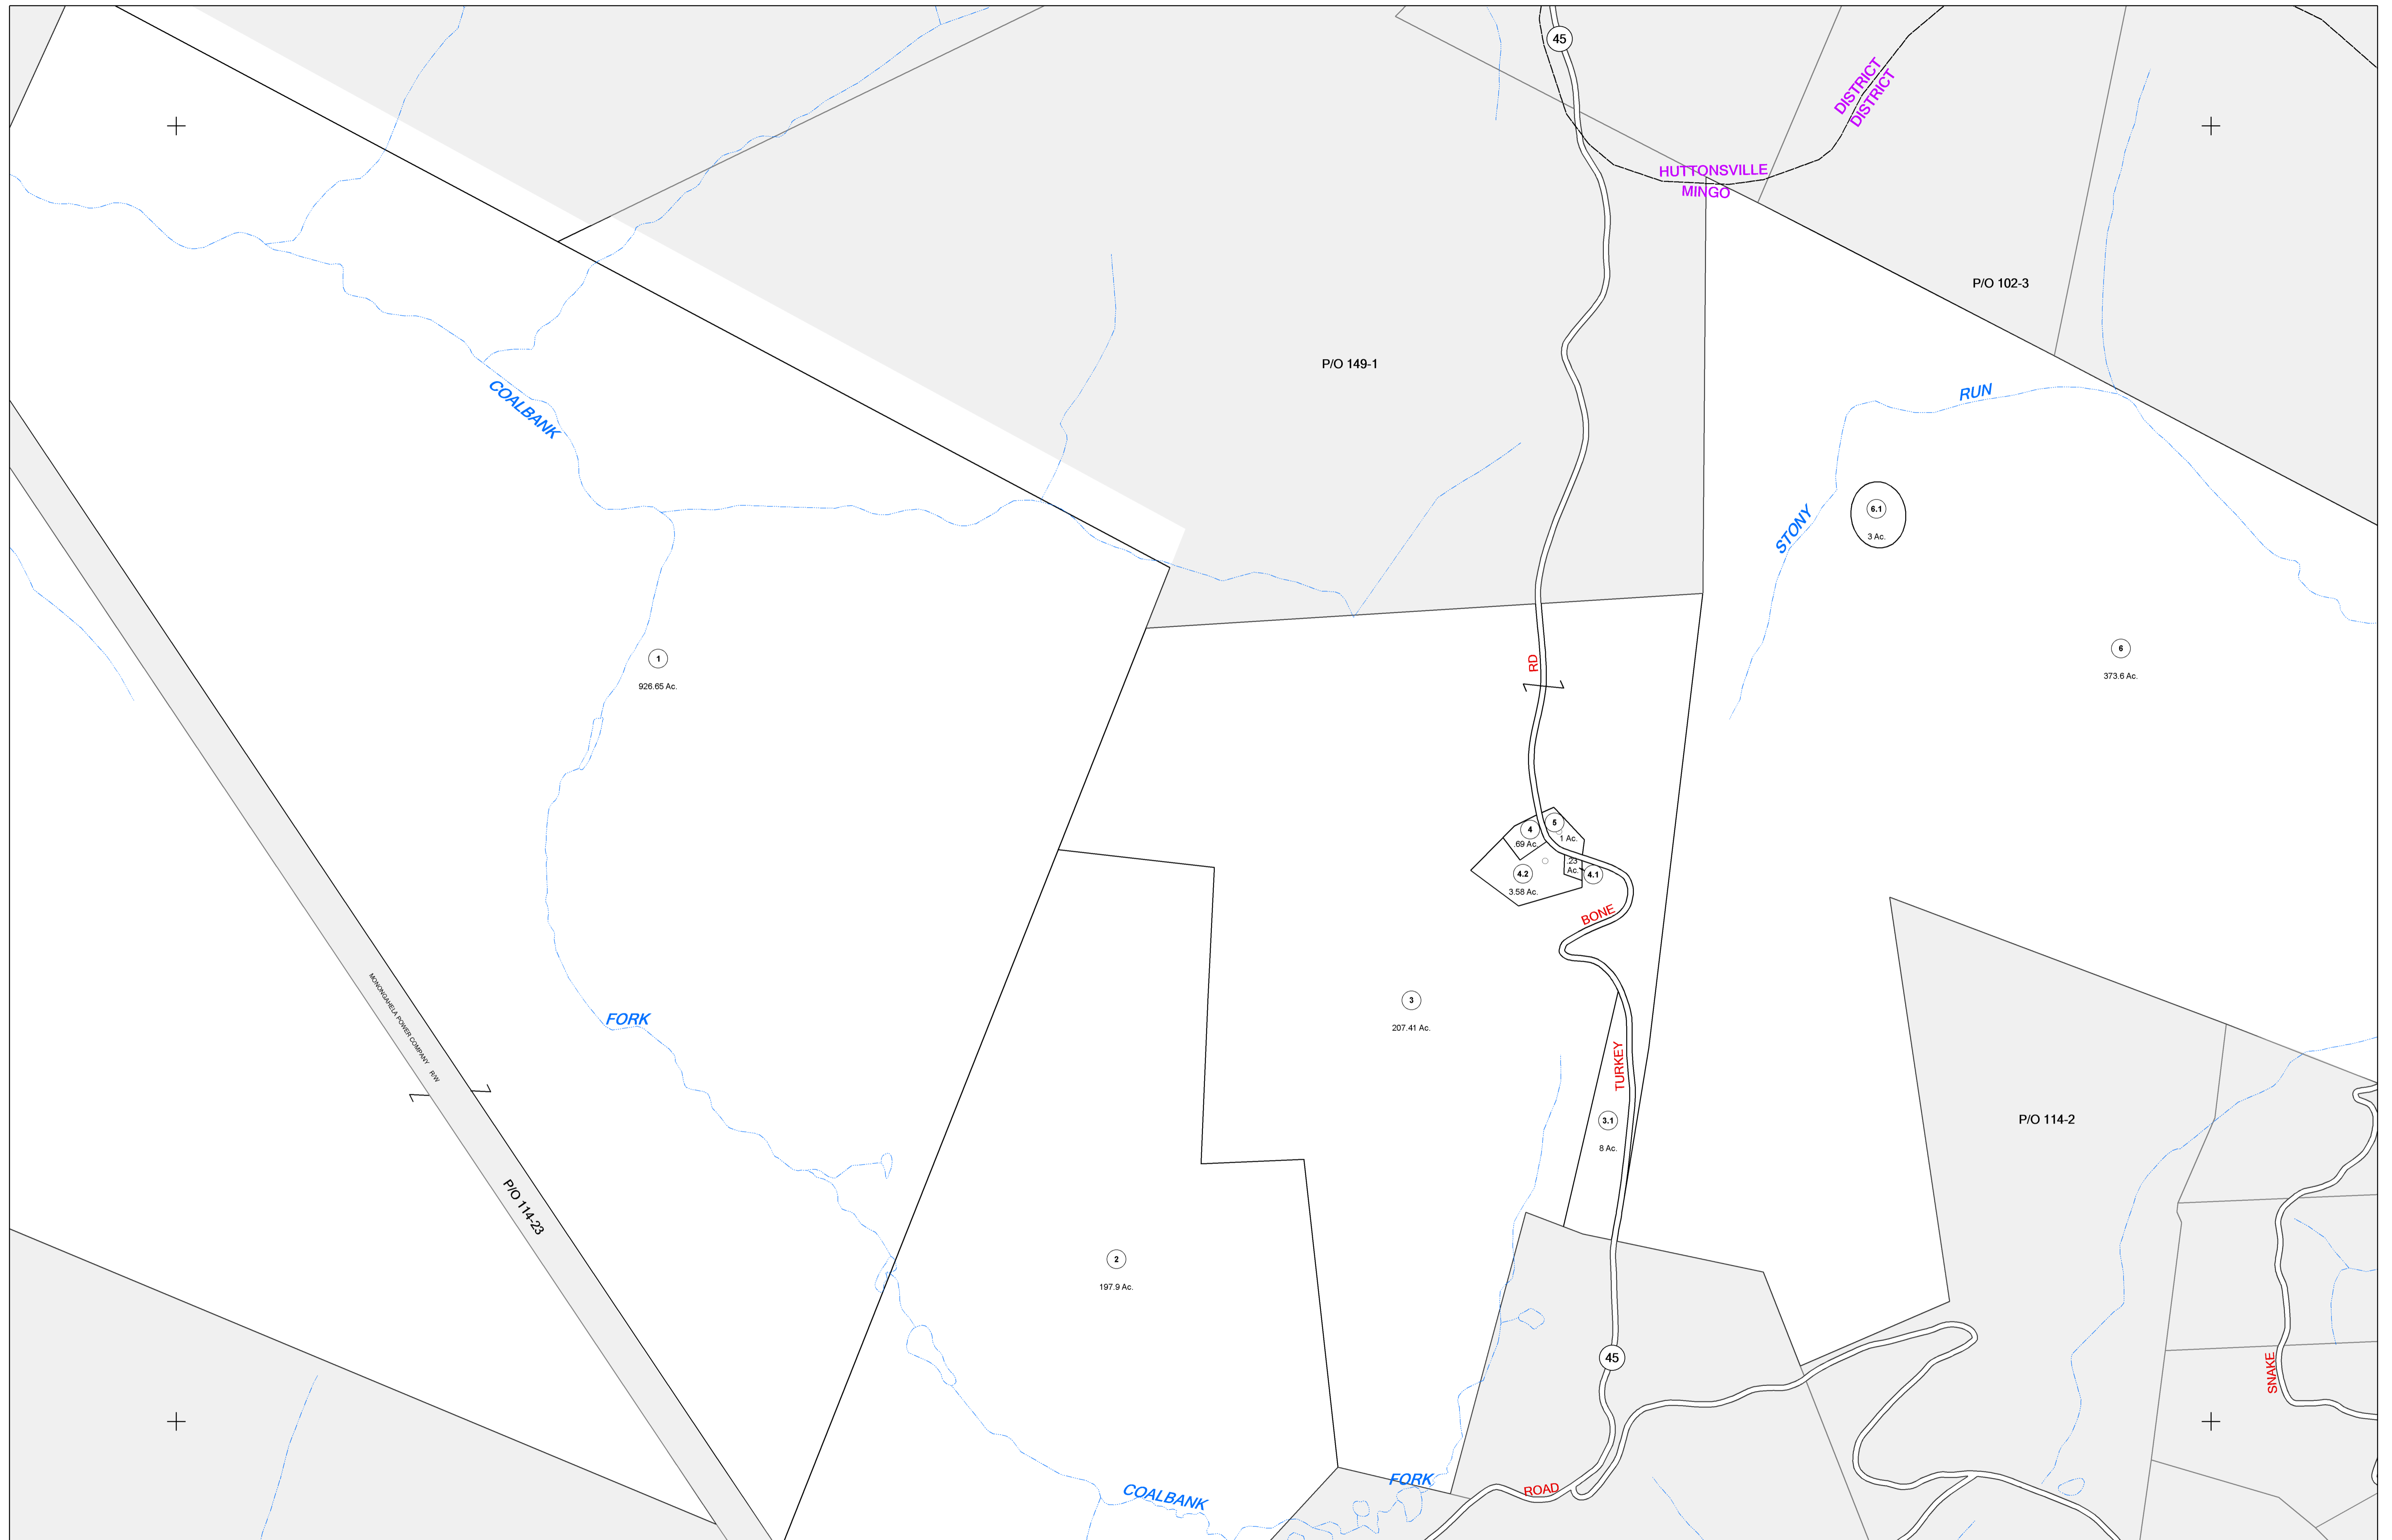 45
DISTRICT
DISTRICT
HUTTONSVILLE
MINGO
P/O 102-3
P/O 149-1
COALBANK
RUN
STONY
6.1
3 Ac.
1
926.65 Ac.
RD
6
373.6 Ac.
4
.69 Ac.
5
1 Ac.
.23
Ac.
4.1
4.2
3.58 Ac.
BONE
MONONGAHELA POWER COMPANY R/W
FORK
3
207.41 Ac.
TURKEY
3.1
8 Ac.
P/O 114-2
P/O 114-23
2
197.9 Ac.
45
SNAKE
COALBANK
FORK
ROAD